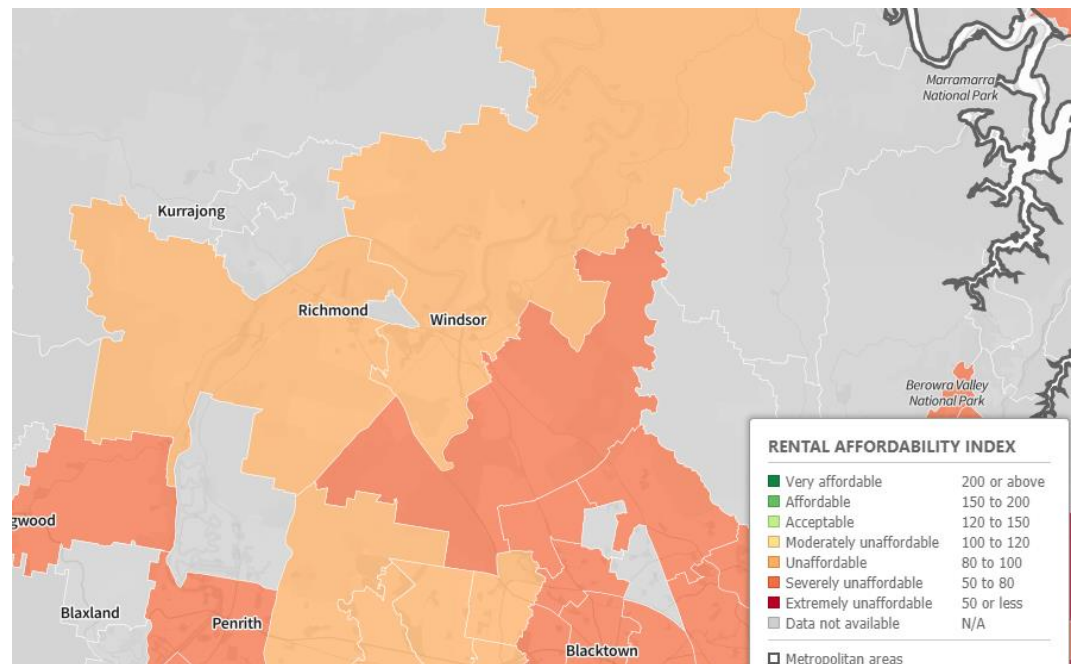 Marramarra
National Park
Kurrajong
Richmond
Windsor
Berowra Valley
National Park
gwood
Blaxland
Penrith
Blacktown
RENTAL AFFORDABILITY INDEX
Very affordable 200 or above
Affordable 150 to 200
Acceptable 120 to 150
Moderately unaffordable 100 to 120
Unaffordable 80 to 100
Severely unaffordable 50 to 80
Extremely unaffordable 50 or less
Data not available N/A
Metropolitan areas